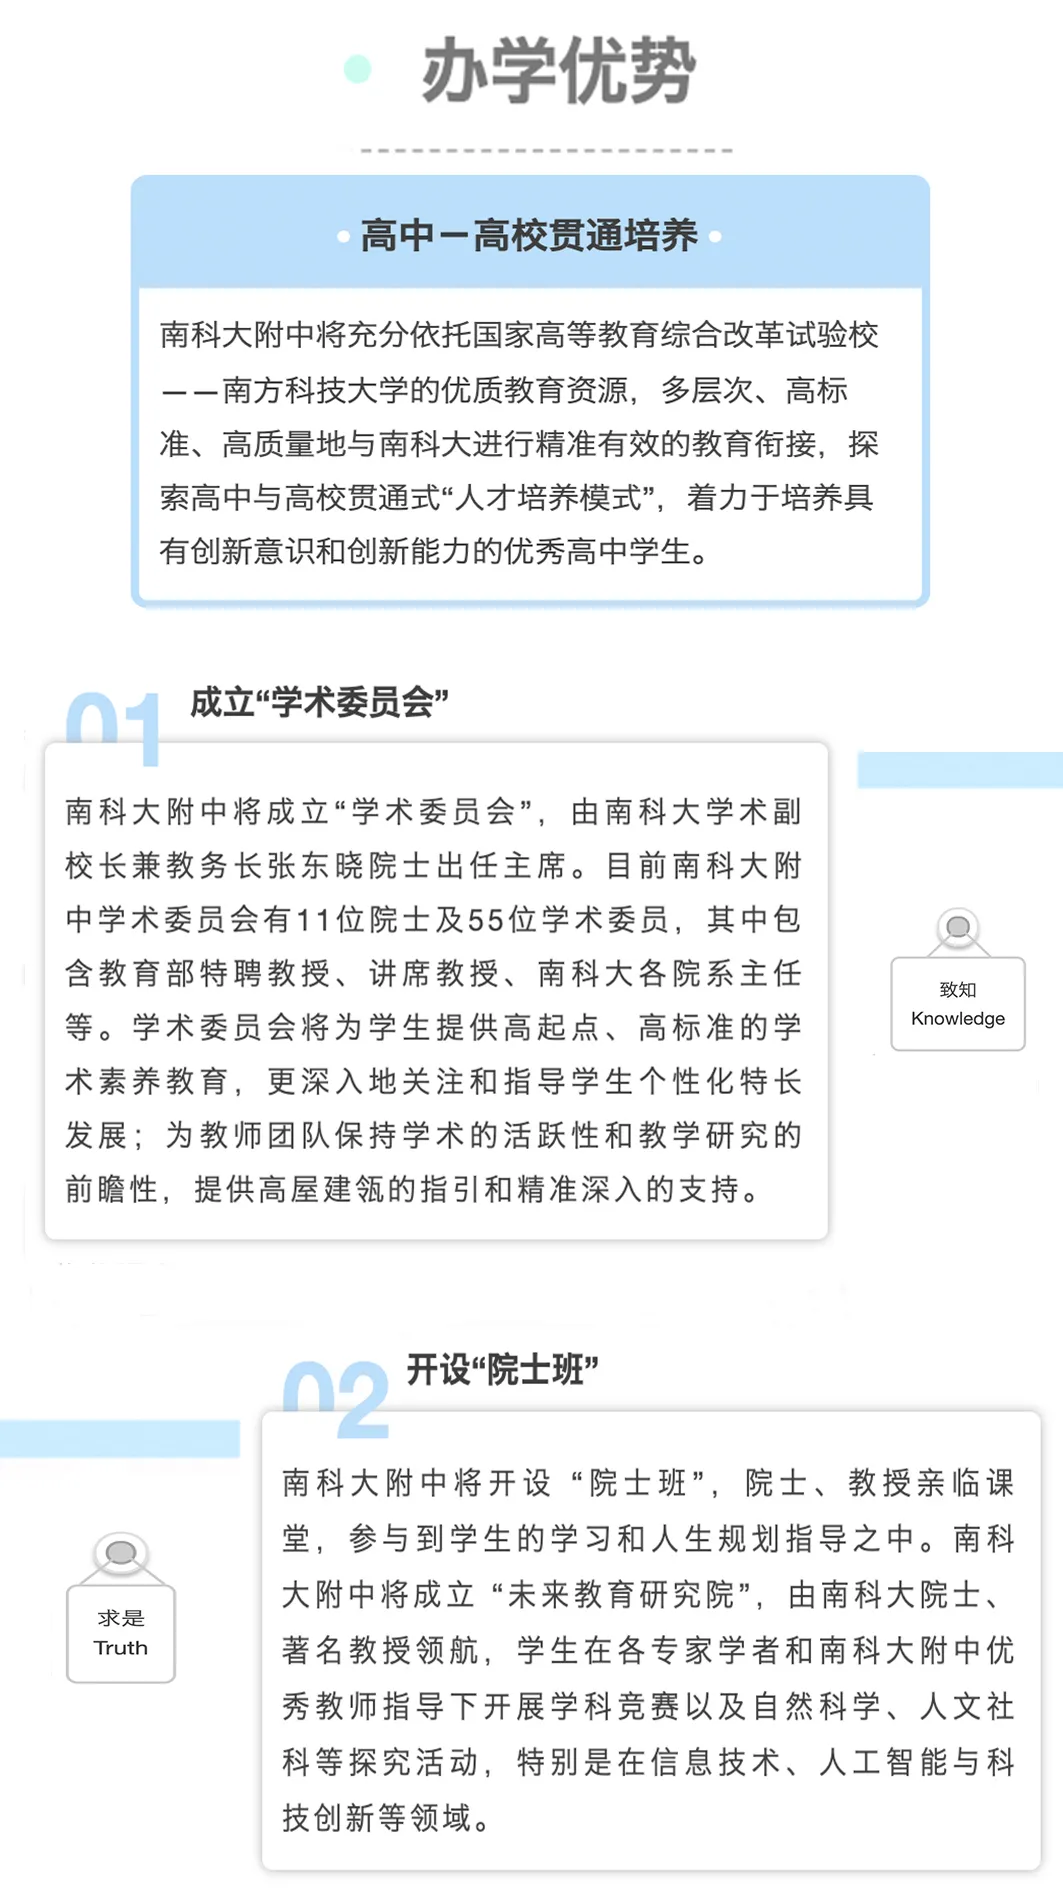 办学优势
高中－高校贯通培养
南科大附中将充分依托国家高等教育综合改革试验校
——南方科技大学的优质教育资源，多层次、高标
准、高质量地与南科大进行精准有效的教育衔接，探
索高中与高校贯通式“人才培养模式”，着力于培养具
有创新意识和创新能力的优秀高中学生。
01
成立“学术委员会”
南科大附中将成立“学术委员会”，由南科大学术副
校长兼教务长张东晓院士出任主席。目前南科大附
中学术委员会有11位院士及55位学术委员，其中包
含教育部特聘教授、讲席教授、南科大各院系主任
等。学术委员会将为学生提供高起点、高标准的学
术素养教育，更深入地关注和指导学生个性化特长
发展；为教师团队保持学术的活跃性和教学研究的
前瞻性，提供高屋建瓴的指引和精准深入的支持。
致知
Knowledge
02
开设“院士班”
南科大附中将开设 “院士班”，院士、教授亲临课
堂，参与到学生的学习和人生规划指导之中。南科
大附中将成立 “未来教育研究院”，由南科大院士、
著名教授领航，学生在各专家学者和南科大附中优
秀教师指导下开展学科竞赛以及自然科学、人文社
科等探究活动，特别是在信息技术、人工智能与科
技创新等领域。
求是
Truth